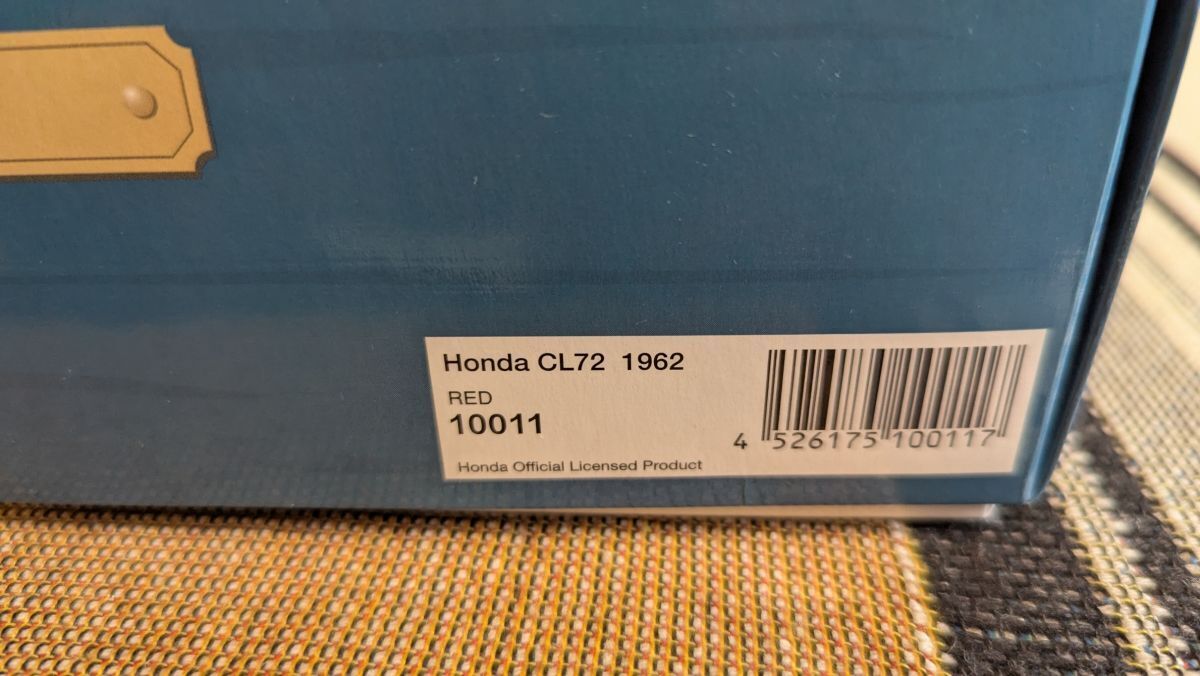 Honda CL72 1962
RED
10011
4 526175 100117
Honda Official Licensed Product